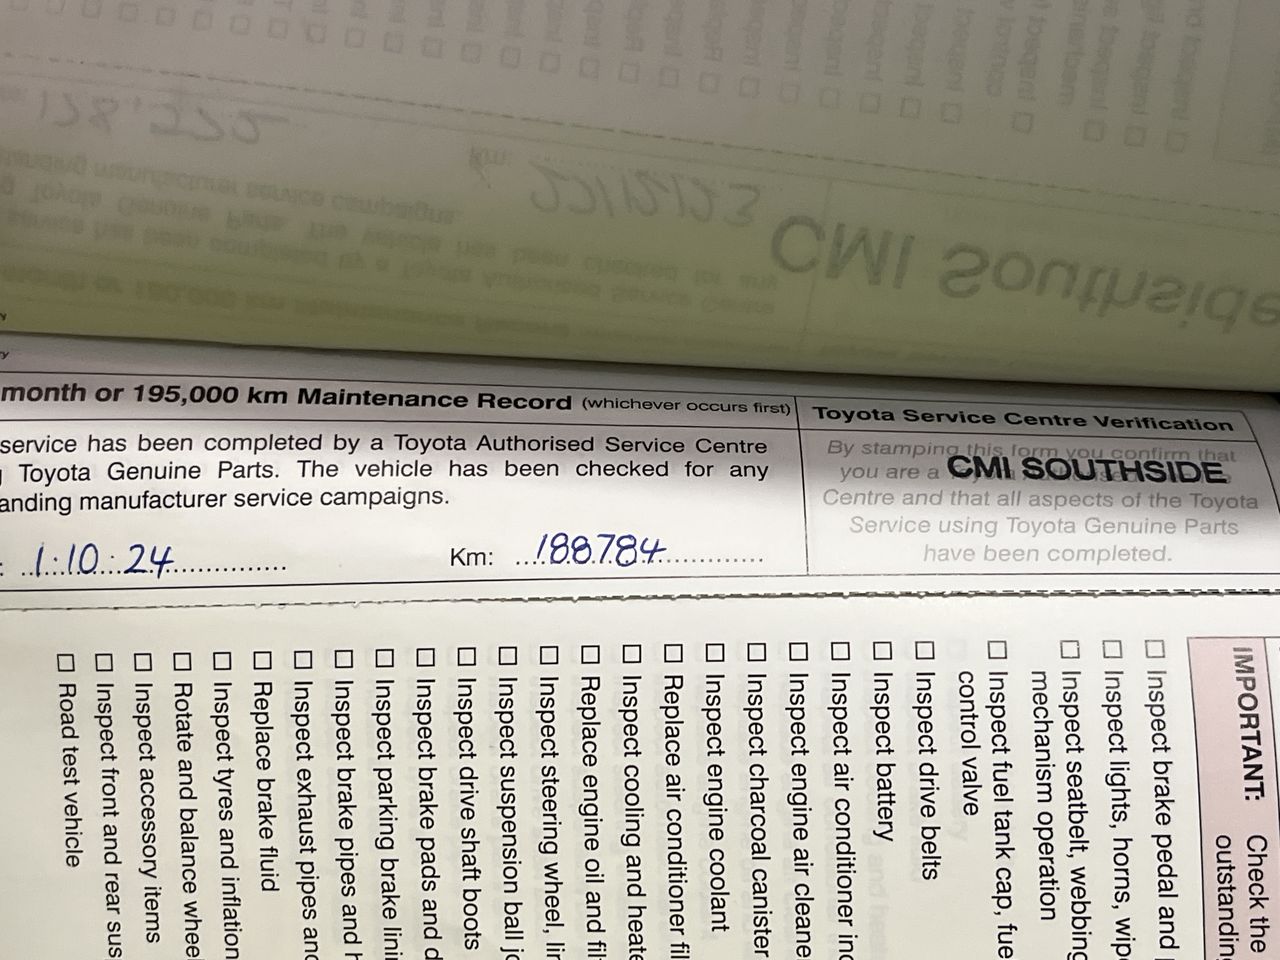 month or 195,000 km Maintenance Record (whichever occurs first)
service has been completed by a Toyota Authorised Service Centre
Toyota Genuine Parts. The vehicle has been checked for any
anding manufacturer service campaigns.
: 1:10:24
Km: 188784
Toyota Service Centre Verification
By stamping this form you confirm that
you are a
CMI SOUTHSIDE
Centre and that all aspects of the Toyota
Service using Toyota Genuine Parts
have been completed.
CMI Southside
IMPORTANT: Check the
outstandin
Inspect brake pedal and
Inspect lights, horns, wip
Inspect seatbelt, webbing
mechanism operation
Inspect fuel tank cap, fue
control valve
Inspect drive belts
Inspect battery
Inspect air conditioner in
Inspect engine air cleane
Inspect charcoal canister
Inspect engine coolant
Replace air conditioner fil
Inspect cooling and heate
Replace engine oil and fil
Inspect steering wheel, lin
Inspect suspension ball jo
Inspect drive shaft boots
Inspect brake pads and d
Inspect parking brake lini
Inspect brake pipes and h
Inspect exhaust pipes and
Replace brake fluid
Inspect tyres and inflation
Rotate and balance whee
Inspect accessory items
Inspect front and rear sus
Road test vehicle